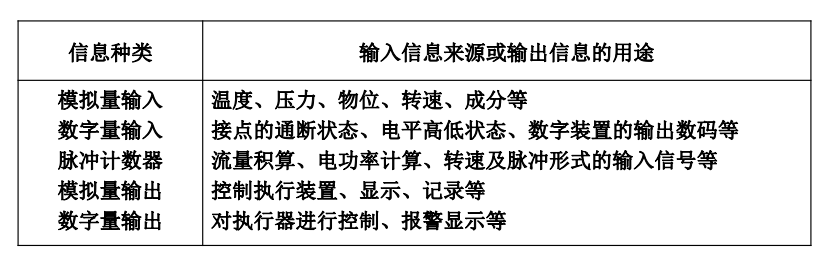 信息种类 输入信息来源或输出信息的用途
模拟量输入 温度、压力、物位、转速、成分等
数字量输入 接点的通断状态、电平高低状态、数字装置的输出数码等
脉冲计数器 流量积算、电功率计算、转速及脉冲形式的输入信号等
模拟量输出 控制执行装置、显示、记录等
数字量输出 对执行器进行控制、报警显示等